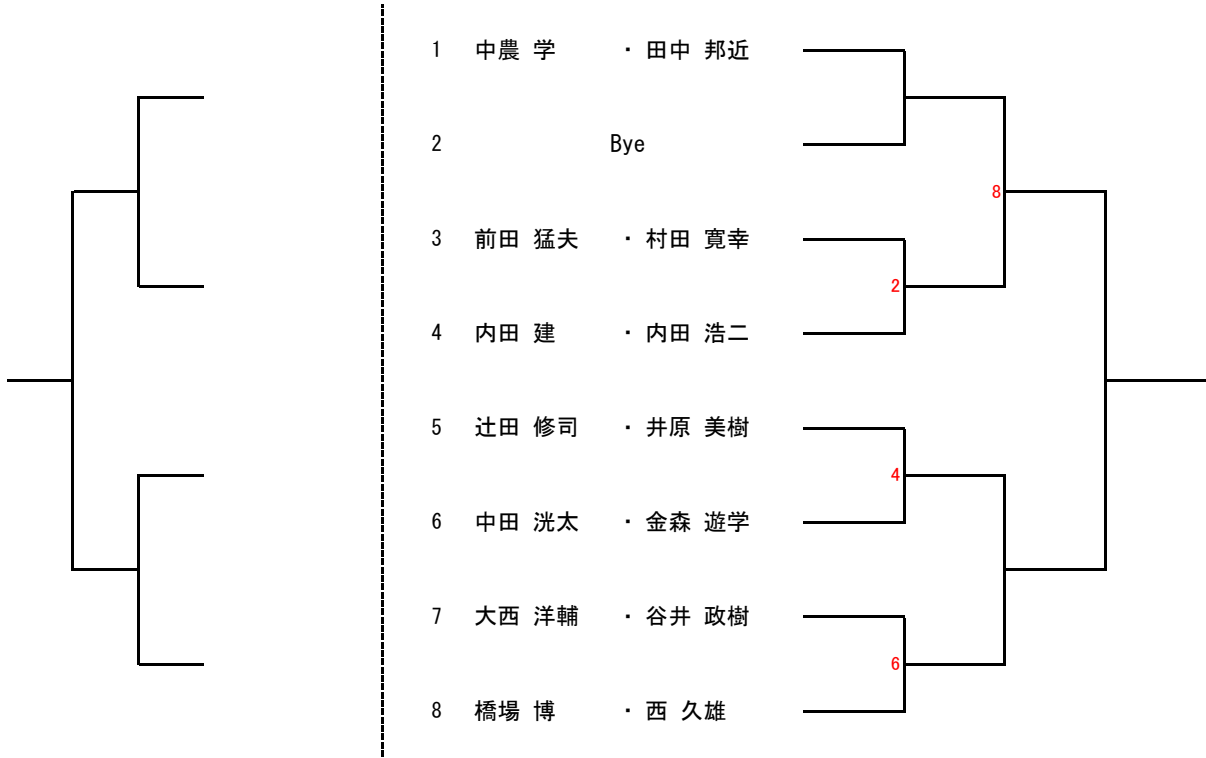 1 中農 学 ・ 田中 邦近
2 Bye
8
3 前田 猛夫 ・ 村田 寛幸
2
4 内田 建 ・ 内田 浩二
5 辻田 修司 ・ 井原 美樹
4
6 中田 洸太 ・ 金森 遊学
7 大西 洋輔 ・ 谷井 政樹
6
8 橋場 博 ・ 西 久雄